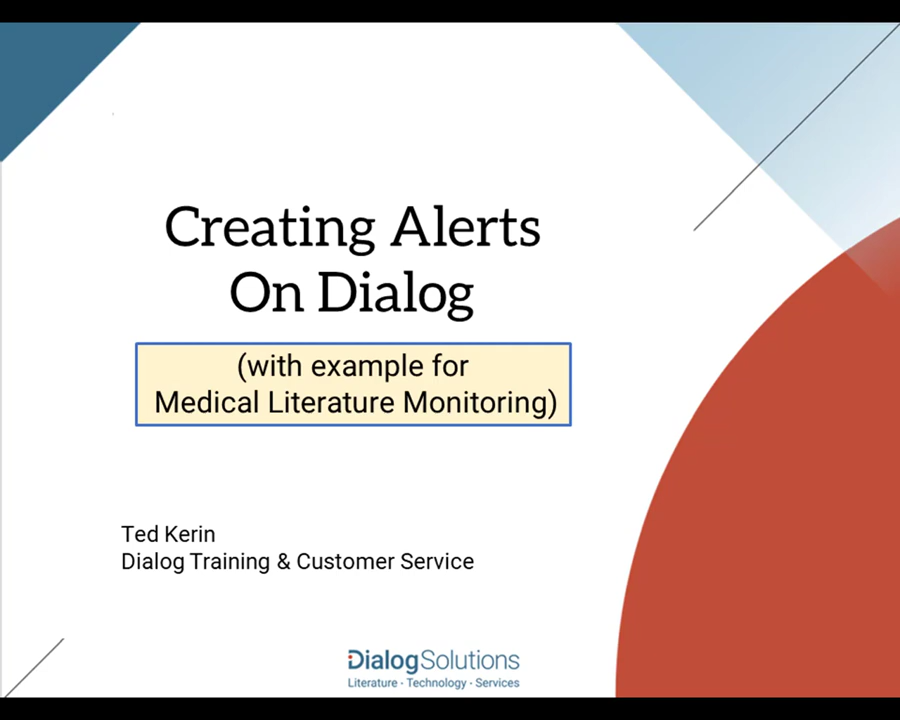 Creating Alerts
On Dialog
(with example for
Medical Literature Monitoring)
Ted Kerin
Dialog Training & Customer Service
DialogSolutions
Literature · Technology · Services